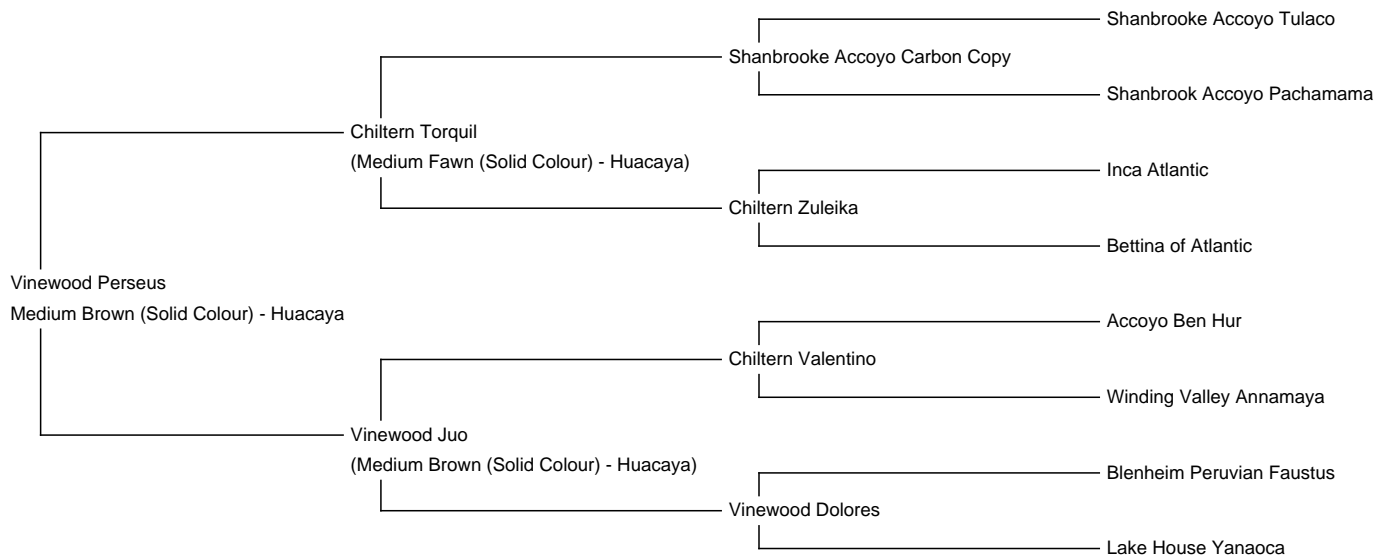 Shanbrooke Accoyo Tulaco
Shanbrooke Accoyo Carbon Copy
Shanbrook Accoyo Pachamama
Chiltern Torquil
(Medium Fawn (Solid Colour) - Huacaya)
Inca Atlantic
Chiltern Zuleika
Bettina of Atlantic
Vinewood Perseus
Medium Brown (Solid Colour) - Huacaya
Accoyo Ben Hur
Chiltern Valentino
Winding Valley Annamaya
Vinewood Juo
(Medium Brown (Solid Colour) - Huacaya)
Blenheim Peruvian Faustus
Vinewood Dolores
Lake House Yanaoca